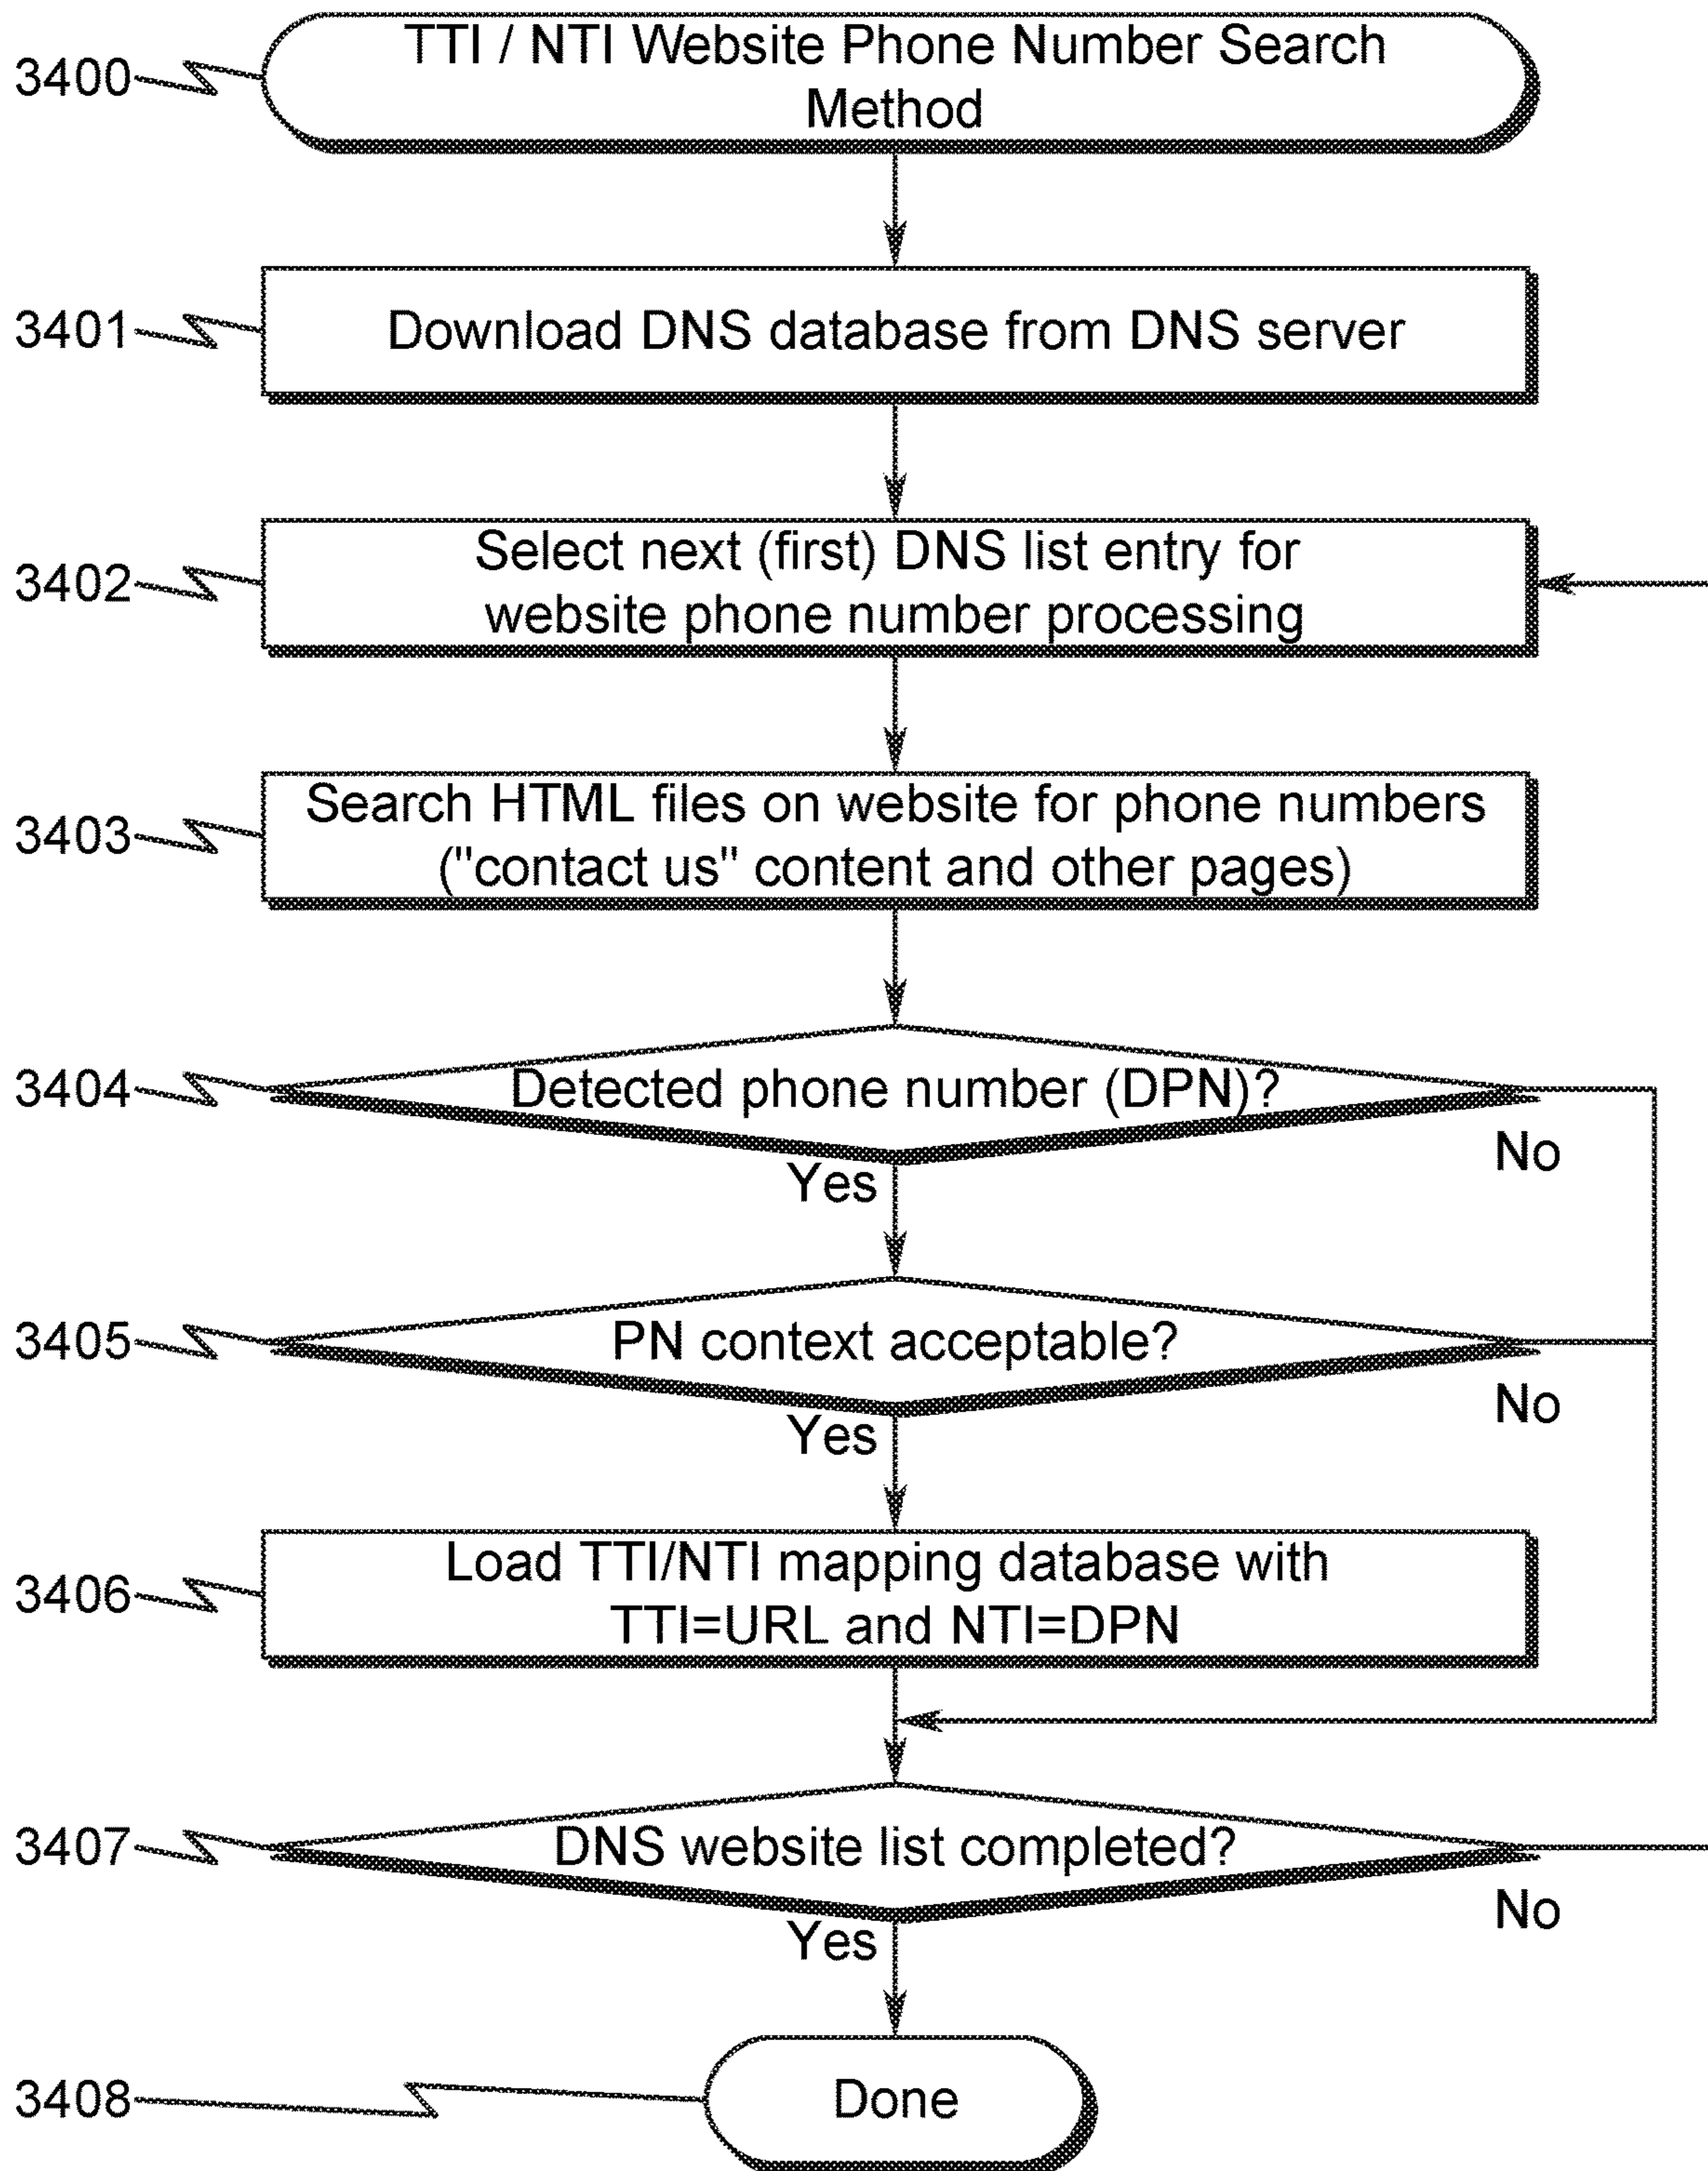 3400
TTI / NTI Website Phone Number Search
Method
3401
Download DNS database from DNS server
3402
Select next (first) DNS list entry for
website phone number processing
3403
Search HTML files on website for phone numbers
("contact us" content and other pages)
3404
Detected phone number (DPN)?
No
Yes
3405
PN context acceptable?
No
Yes
3406
Load TTI/NTI mapping database with
TTI=URL and NTI=DPN
3407
DNS website list completed?
No
Yes
3408
Done